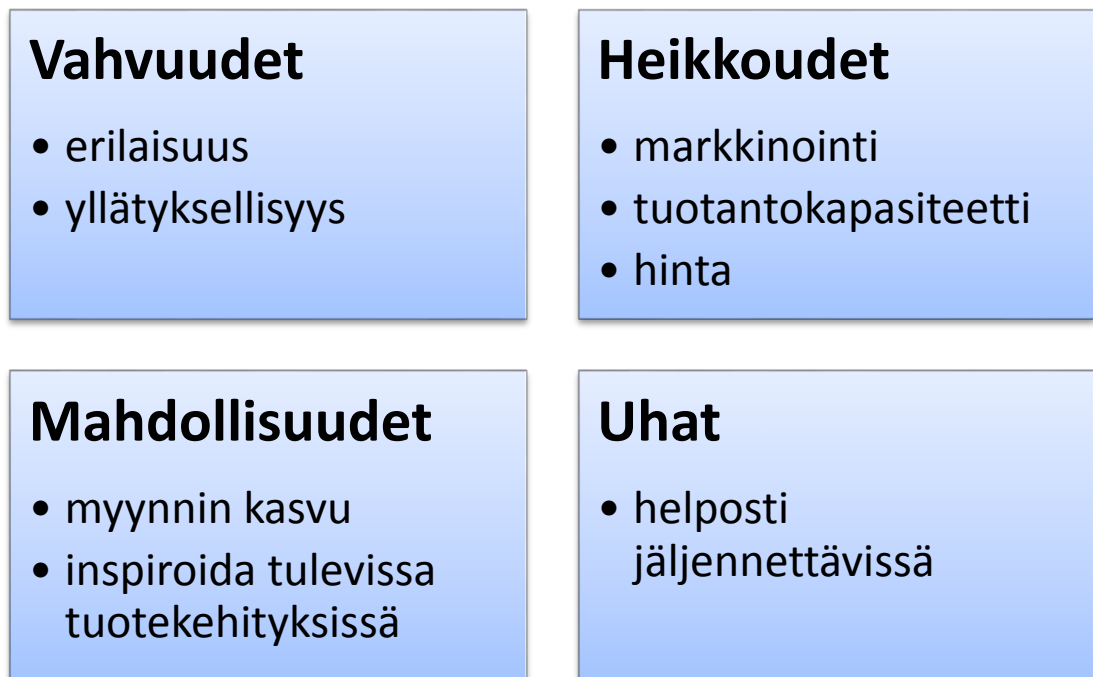 Vahvuudet
• erilaisuus
• yllätyksellisyys
Heikkoudet
• markkinointi
• tuotantokapasiteetti
• hinta
Mahdollisuudet
• myynnin kasvu
• inspiroida tulevissa
tuotekehityksissä
Uhat
• helposti
jäljennettävissä